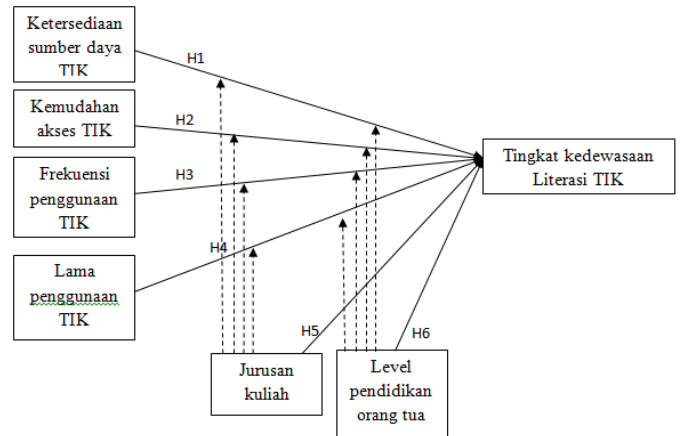 Ketersediaan
sumber daya
TIK
H1
Kemudahan
akses TIK
H2
Frekuensi
penggunaan
TIK
H3
Tingkat kedewasaan
Literasi TIK
Lama
penggunaan
TIK
H4
H5
H6
Jurusan
kuliah
Level
pendidikan
orang tua